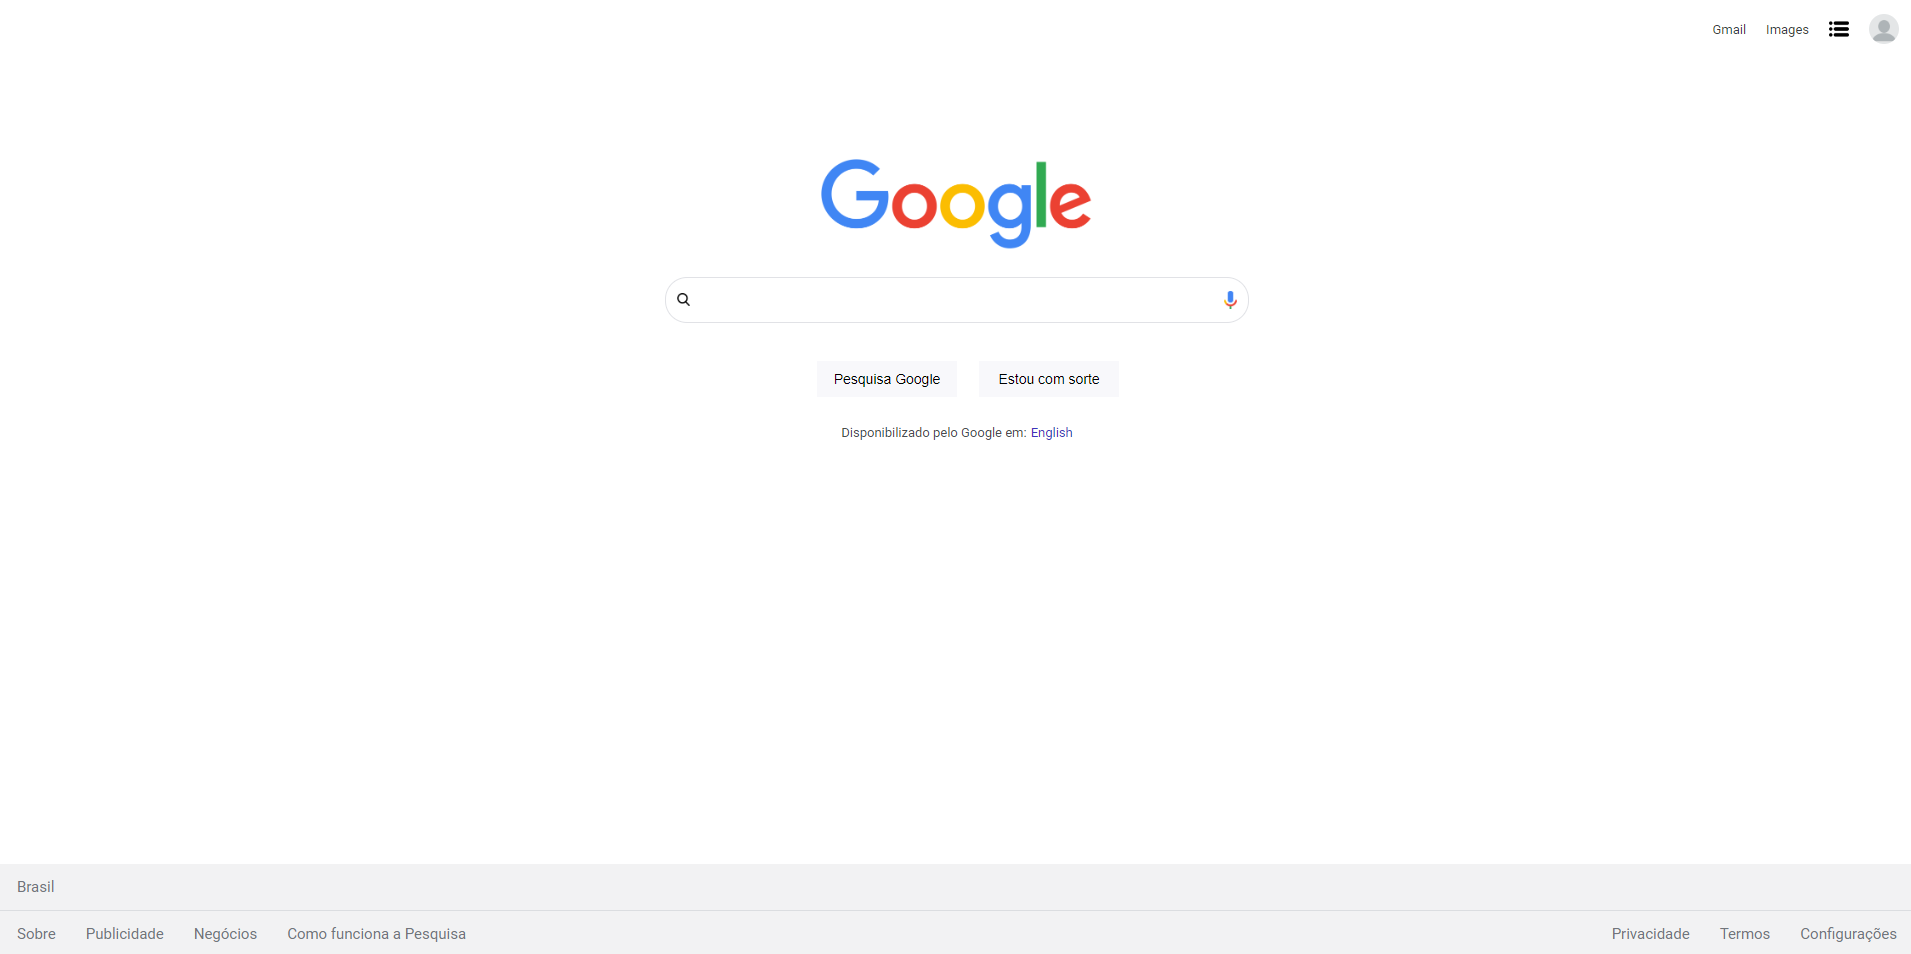 Gmail Images
Google
Pesquisa Google Estou com sorte
Disponibilizado pelo Google em: English
Brasil
Sobre Publicidade Negócios Como funciona a Pesquisa Privacidade Termos Configurações